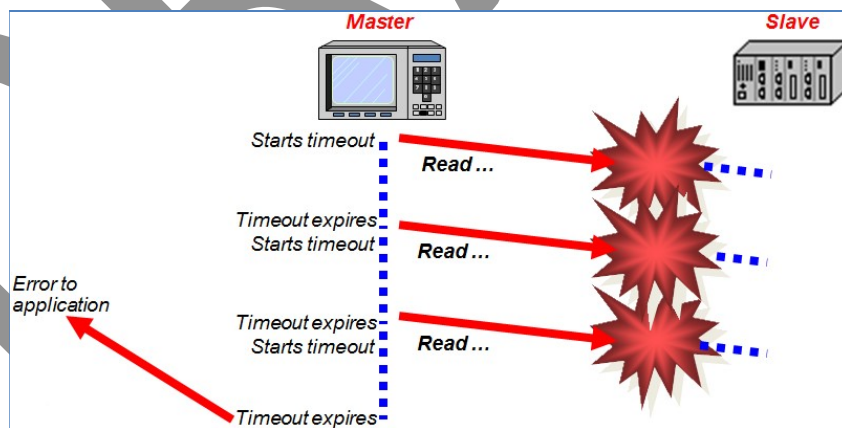 Master
Slave
Starts timeout
Read ...
Timeout expires
Starts timeout
Read ...
Error to
application
Timeout expires
Starts timeout
Read ...
Timeout expires